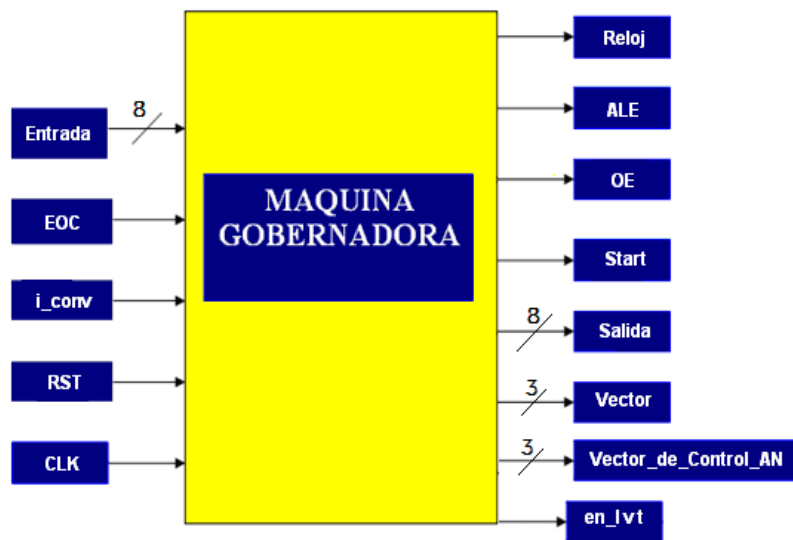 8
Entrada
EOC
i_conv
RST
CLK
MAQUINA
GOBERNADORA
Reloj
ALE
OE
Start
8
Salida
3
Vector
3
Vector_de_Control_AN
en_lvt